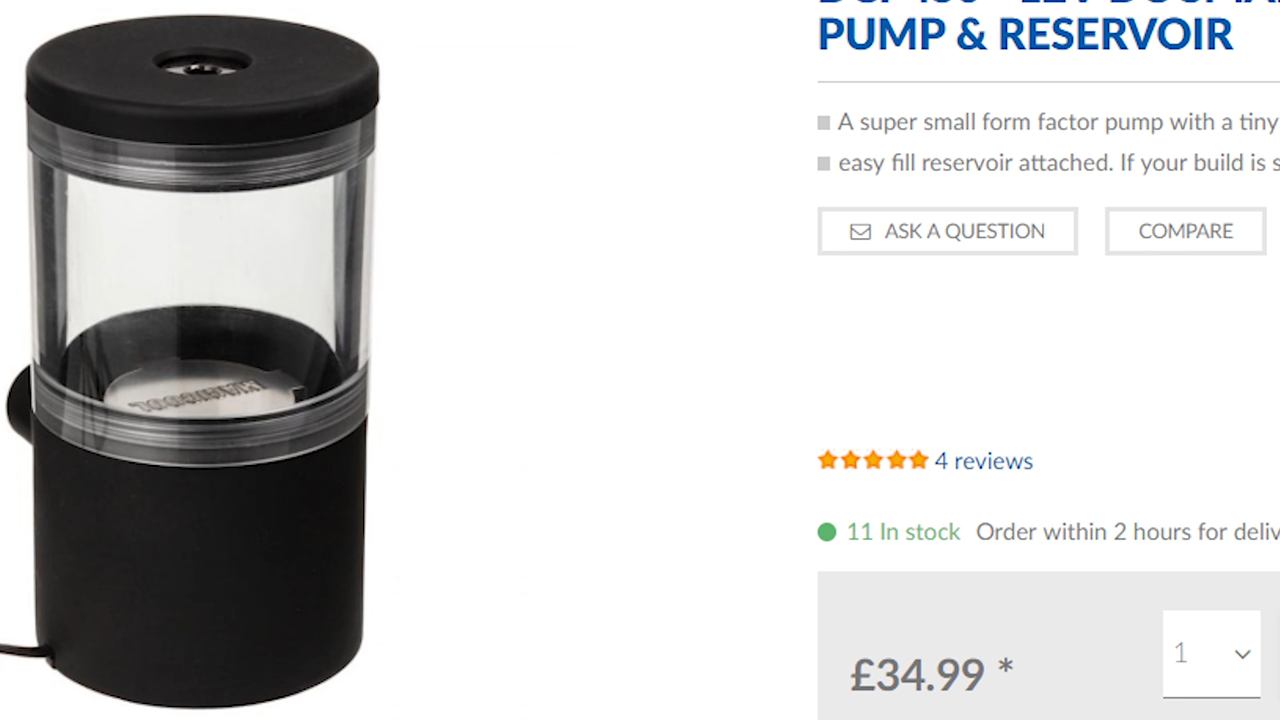 PUMP & RESERVOIR
A super small form factor pump with a tiny
easy fill reservoir attached. If your build is s
ASK A QUESTION
COMPARE
4 reviews
11 In stock Order within 2 hours for deliv
£34.99 *
1